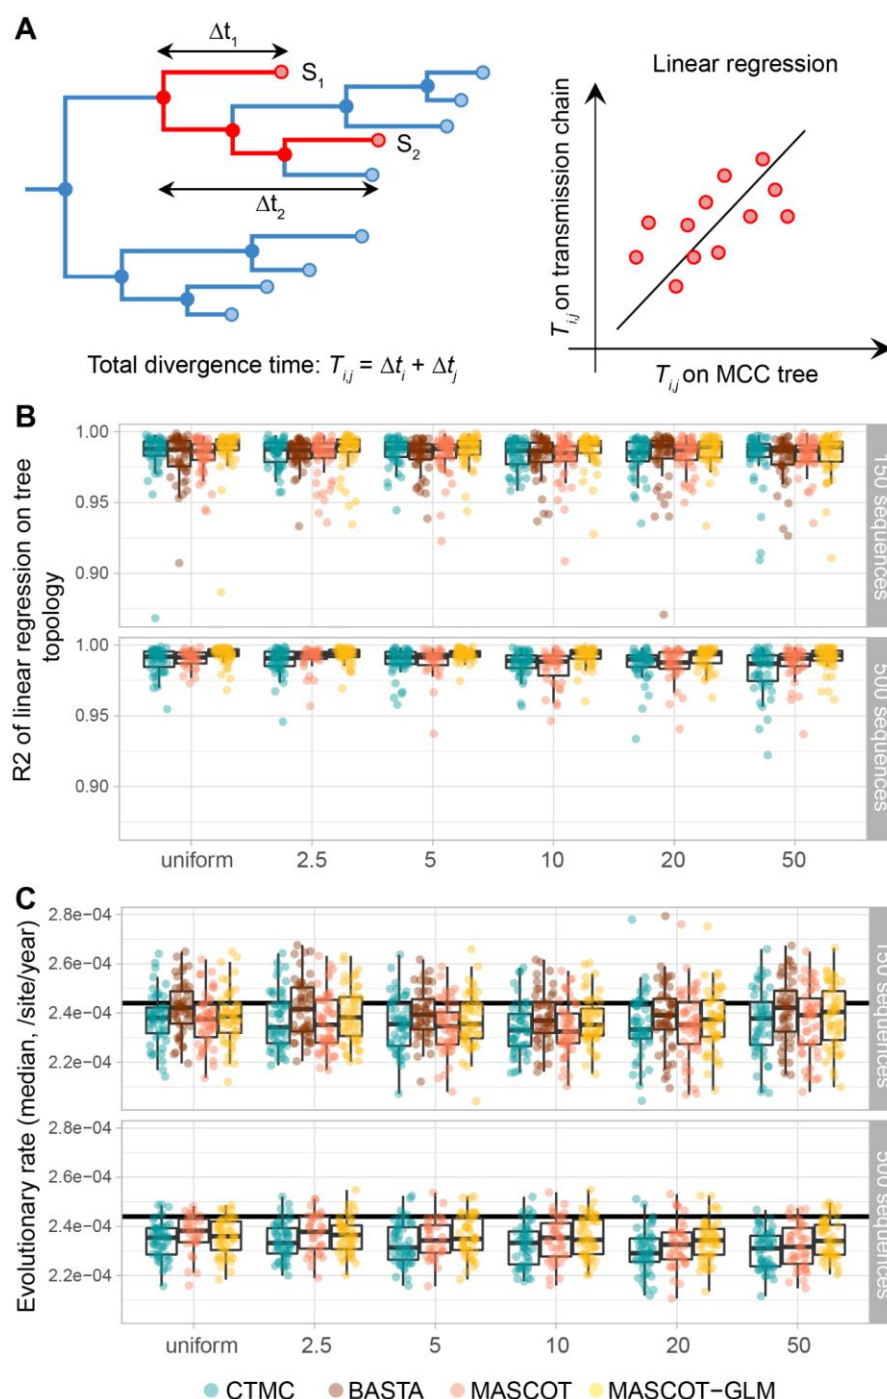 A
Δt1
S1
S2
Δt2
Total divergence time: Ti,j = Δti + Δtj
Linear regression
Ti,j on transmission chain
Ti,j on MCC tree
B
R2 of linear regression on tree
topology
1.00
0.95
0.90
150 sequences
1.00
0.95
0.90
500 sequences
uniform 2.5 5 10 20 50
C
Evolutionary rate (median, /site/year)
2.8e−04
2.6e−04
2.4e−04
2.2e−04
150 sequences
2.8e−04
2.6e−04
2.4e−04
2.2e−04
500 sequences
uniform 2.5 5 10 20 50
CTMC BASTA MASCOT MASCOT−GLM